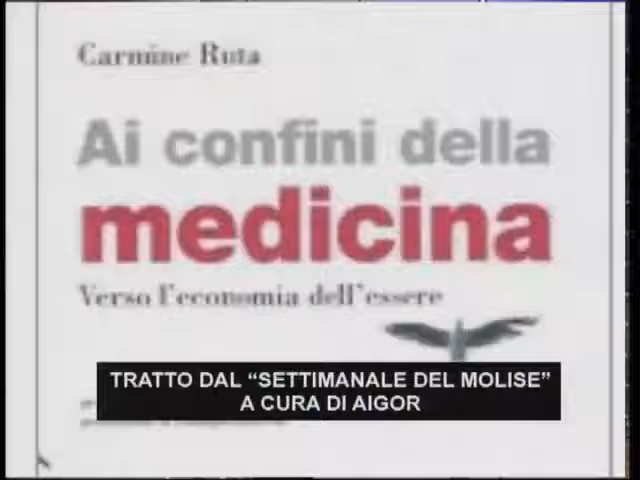 Carmine Ruta
Ai confini della
medicina
Verso l'economia dell'essere
TRATTO DAL “SETTIMANALE DEL MOLISE”
A CURA DI AIGOR